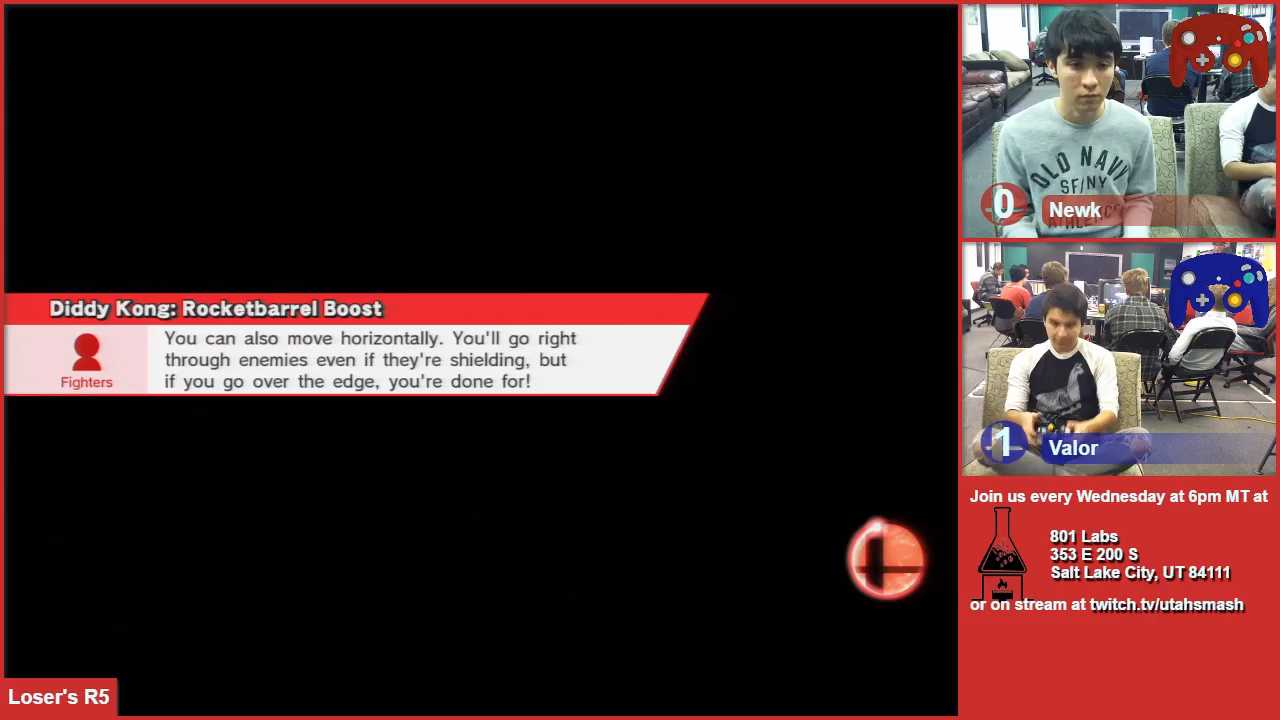 Diddy Kong: Rocketbarrel Boost
You can also move horizontally. You'll go right
through enemies even if they're shielding, but
if you go over the edge, you're done for!
Fighters
OLD NAVY
SF/NY
0
Newk
1
Valor
Join us every Wednesday at 6pm MT at
801 Labs
353 E 200 S
Salt Lake City, UT 84111
or on stream at twitch.tv/utahsmash
Loser's R5